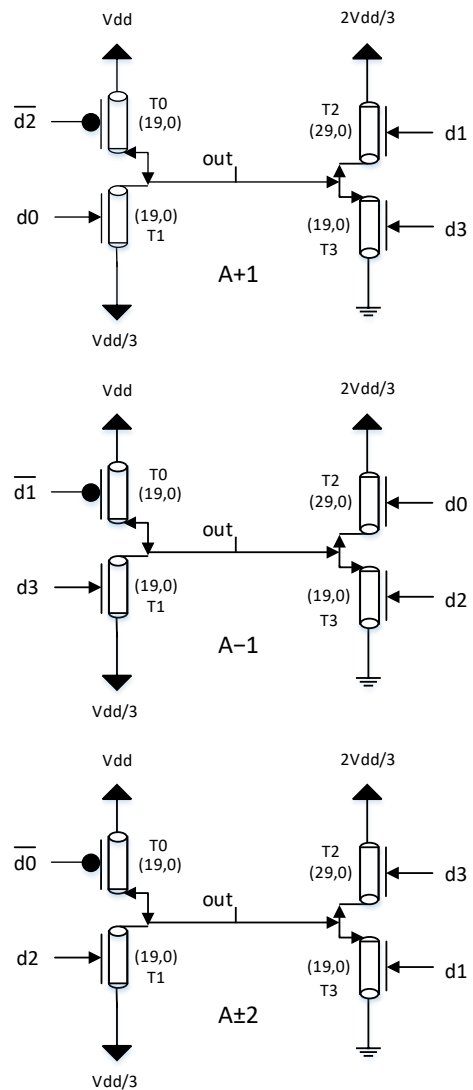 Vdd
2Vdd/3
d2
T0
(19,0)
T2
(29,0)
d1
out
d0
(19,0)
T1
(19,0)
T3
d3
A+1
Vdd/3
Vdd
2Vdd/3
d1
T0
(19,0)
T2
(29,0)
d0
out
d3
(19,0)
T1
(19,0)
T3
d2
A−1
Vdd/3
Vdd
2Vdd/3
d0
T0
(19,0)
T2
(29,0)
d3
out
d2
(19,0)
T1
(19,0)
T3
d1
A±2
Vdd/3